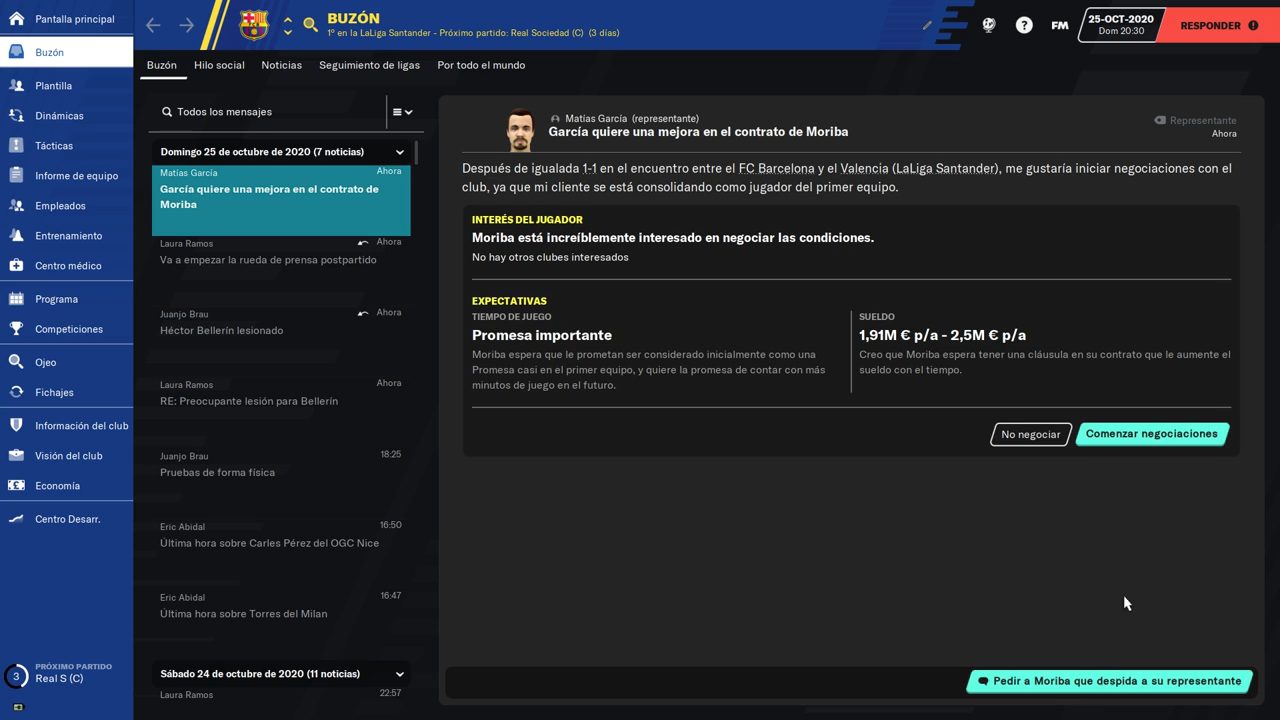 Pantalla principal
Buzón
Plantilla
Dinámicas
Tácticas
Informe de equipo
Empleados
Entrenamiento
Centro médico
Programa
Competiciones
Ojeo
Fichajes
Información del club
Visión del club
Economía
Centro Desarr.
3
PRÓXIMO PARTIDO
Real S (C)
BUZÓN
1º en la LaLiga Santander - Próximo partido: Real Sociedad (C) (3 días)
?
FM
25-OCT-2020
Dom 20:30
RESPONDER
Buzón
Hilo social
Noticias
Seguimiento de ligas
Por todo el mundo
Todos los mensajes
Domingo 25 de octubre de 2020 (7 noticias)
Matías García
Ahora
García quiere una mejora en el contrato de
Moriba
Laura Ramos
Ahora
Va a empezar la rueda de prensa postpartido
Juanjo Brau
Ahora
Héctor Bellerín lesionado
Laura Ramos
Ahora
RE: Preocupante lesión para Bellerín
Juanjo Brau
18:25
Pruebas de forma física
Eric Abidal
16:50
Última hora sobre Carles Pérez del OGC Nice
Eric Abidal
16:47
Última hora sobre Torres del Milan
Sábado 24 de octubre de 2020 (11 noticias)
Laura Ramos
22:57
Matías García (representante)
García quiere una mejora en el contrato de Moriba
Representante
Ahora
Después de igualada 1-1 en el encuentro entre el FC Barcelona y el Valencia (LaLiga Santander), me gustaría iniciar negociaciones con el
club, ya que mi cliente se está consolidando como jugador del primer equipo.
INTERÉS DEL JUGADOR
Moriba está increíblemente interesado en negociar las condiciones.
No hay otros clubes interesados
EXPECTATIVAS
TIEMPO DE JUEGO
Promesa importante
Moriba espera que le prometan ser considerado inicialmente como una
Promesa casi en el primer equipo, y quiere la promesa de contar con más
minutos de juego en el futuro.
SUELDO
1,91M € p/a - 2,5M € p/a
Creo que Moriba espera tener una cláusula en su contrato que le aumente el
sueldo con el tiempo.
No negociar
Comenzar negociaciones
Pedir a Moriba que despida a su representante